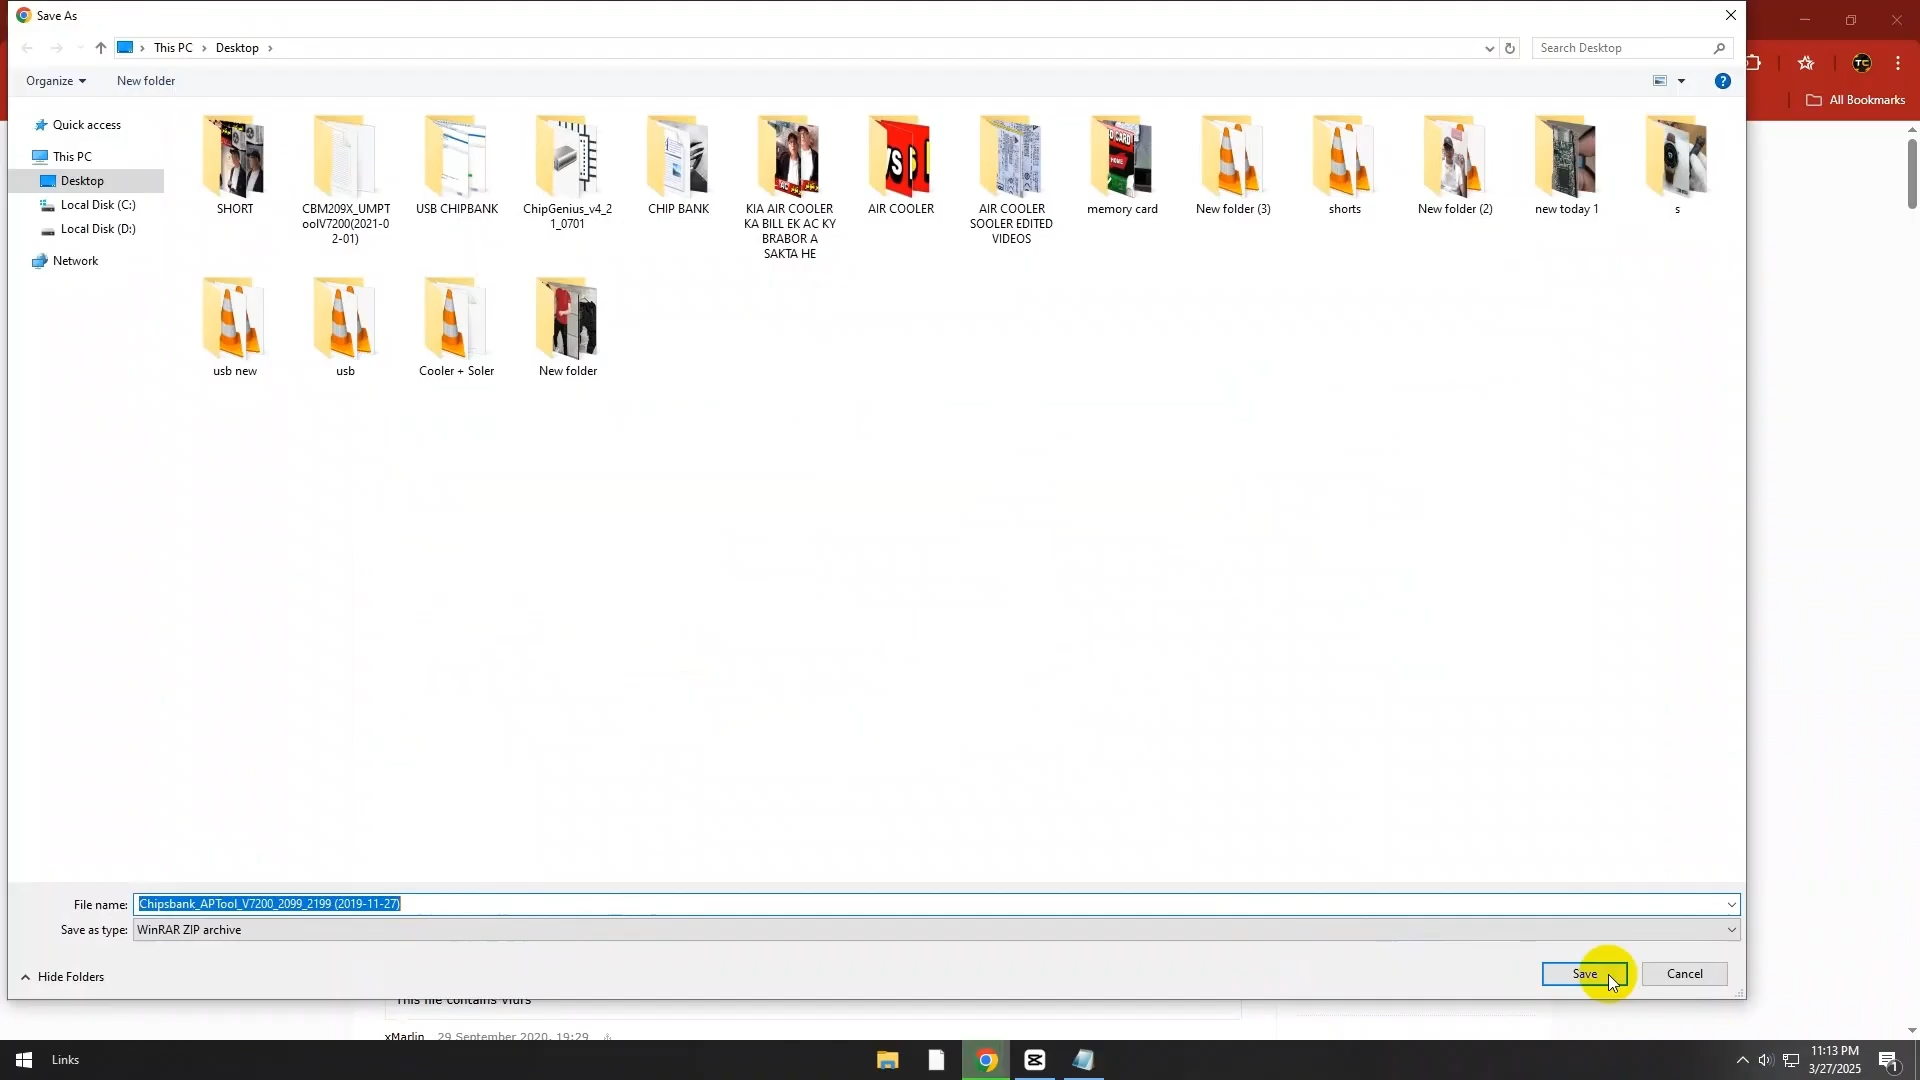 Save As
This PC
Desktop
Search Desktop
Organize
New folder
All Bookmarks
Quick access
This PC
Desktop
Local Disk (C:)
Local Disk (D:)
Network
SHORT
CBM209X_UMPT
oolV7200(2021-0
2-01)
USB CHIPBANK
ChipGenius_v4_2
1_0701
CHIP BANK
KIA AIR COOLER
KA BILL EK AC KY
BRABOR A
SAKTA HE
AIR COOLER
AIR COOLER
SOOLER EDITED
VIDEOS
memory card
New folder (3)
shorts
New folder (2)
new today 1
s
usb new
usb
Cooler + Soler
New folder
File name:
Chipsbank_APTool_V7200_2099_2199 (2019-11-27)
Save as type:
WinRAR ZIP archive
Hide Folders
Save
Cancel
This file contains
xMarlin 29 September 2020, 19:29
Links
11:13 PM
3/27/2025